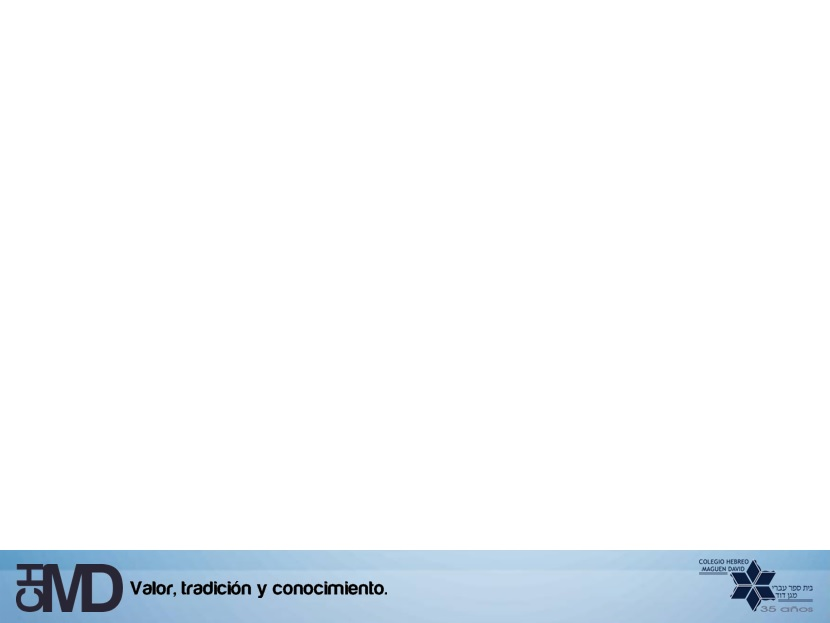 CHMD
Valor, tradición y conocimiento.
COLEGIO HEBREO
MAGUEN DAVID
בית ספר עברי
מגן דוד
35 años